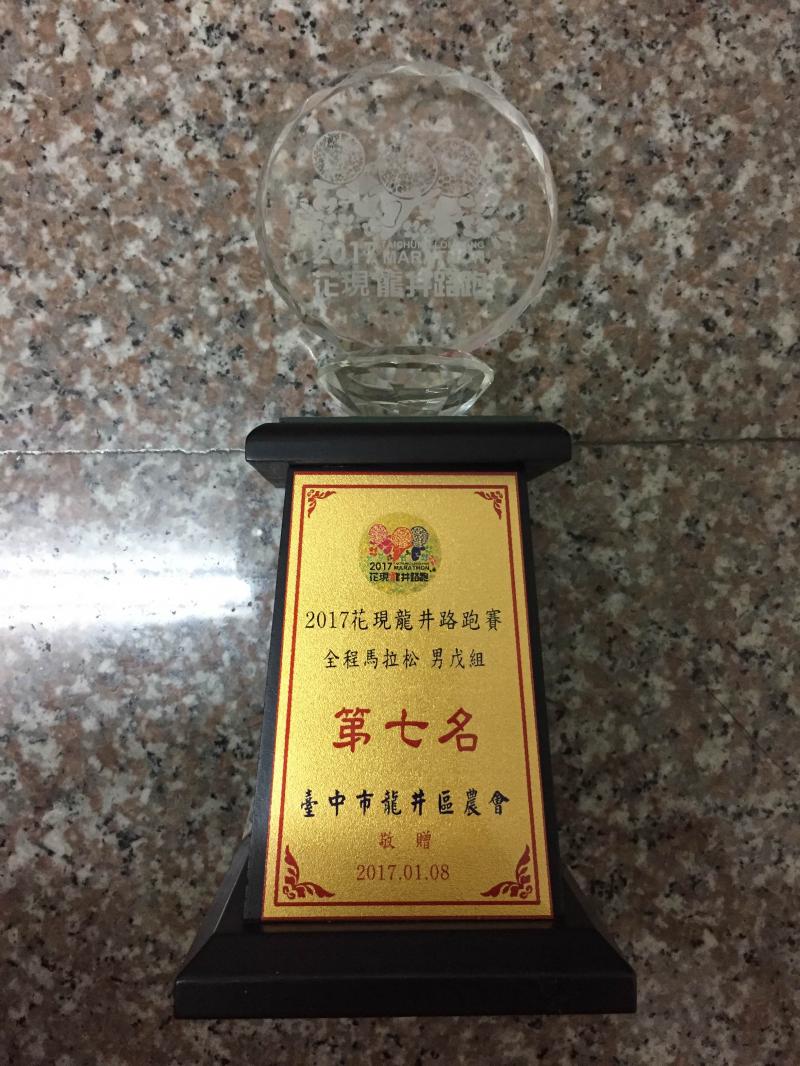 2017 TAICHUNG LONGJING
MARATHON
花現龍井路跑
2017
MARATHON
花現龍井路跑
2017花現龍井路跑賽
全程馬拉松 男戊組
第七名
臺中市龍井區農會
敬 贈
2017.01.08